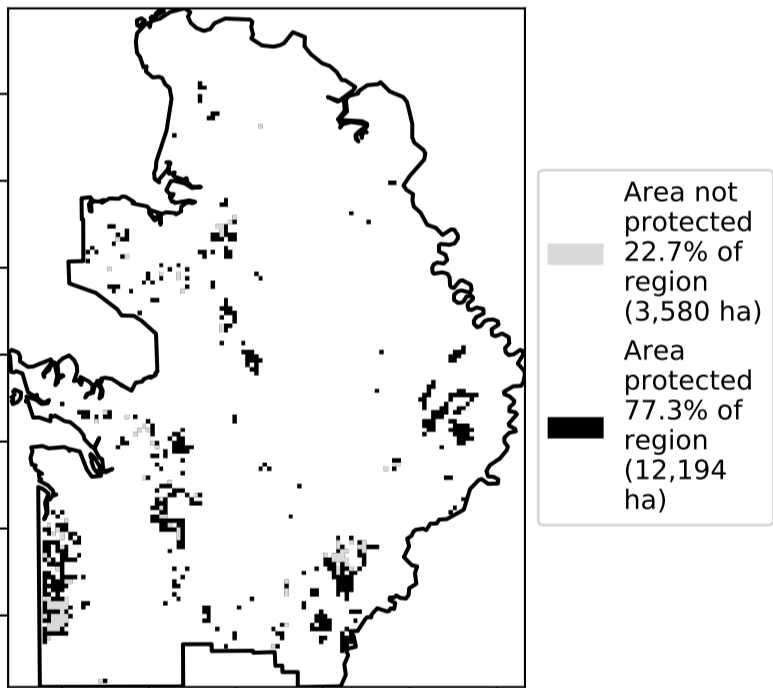 Area not
protected
22.7% of
region
(3,580 ha)
Area
protected
77.3% of
region
(12,194
ha)